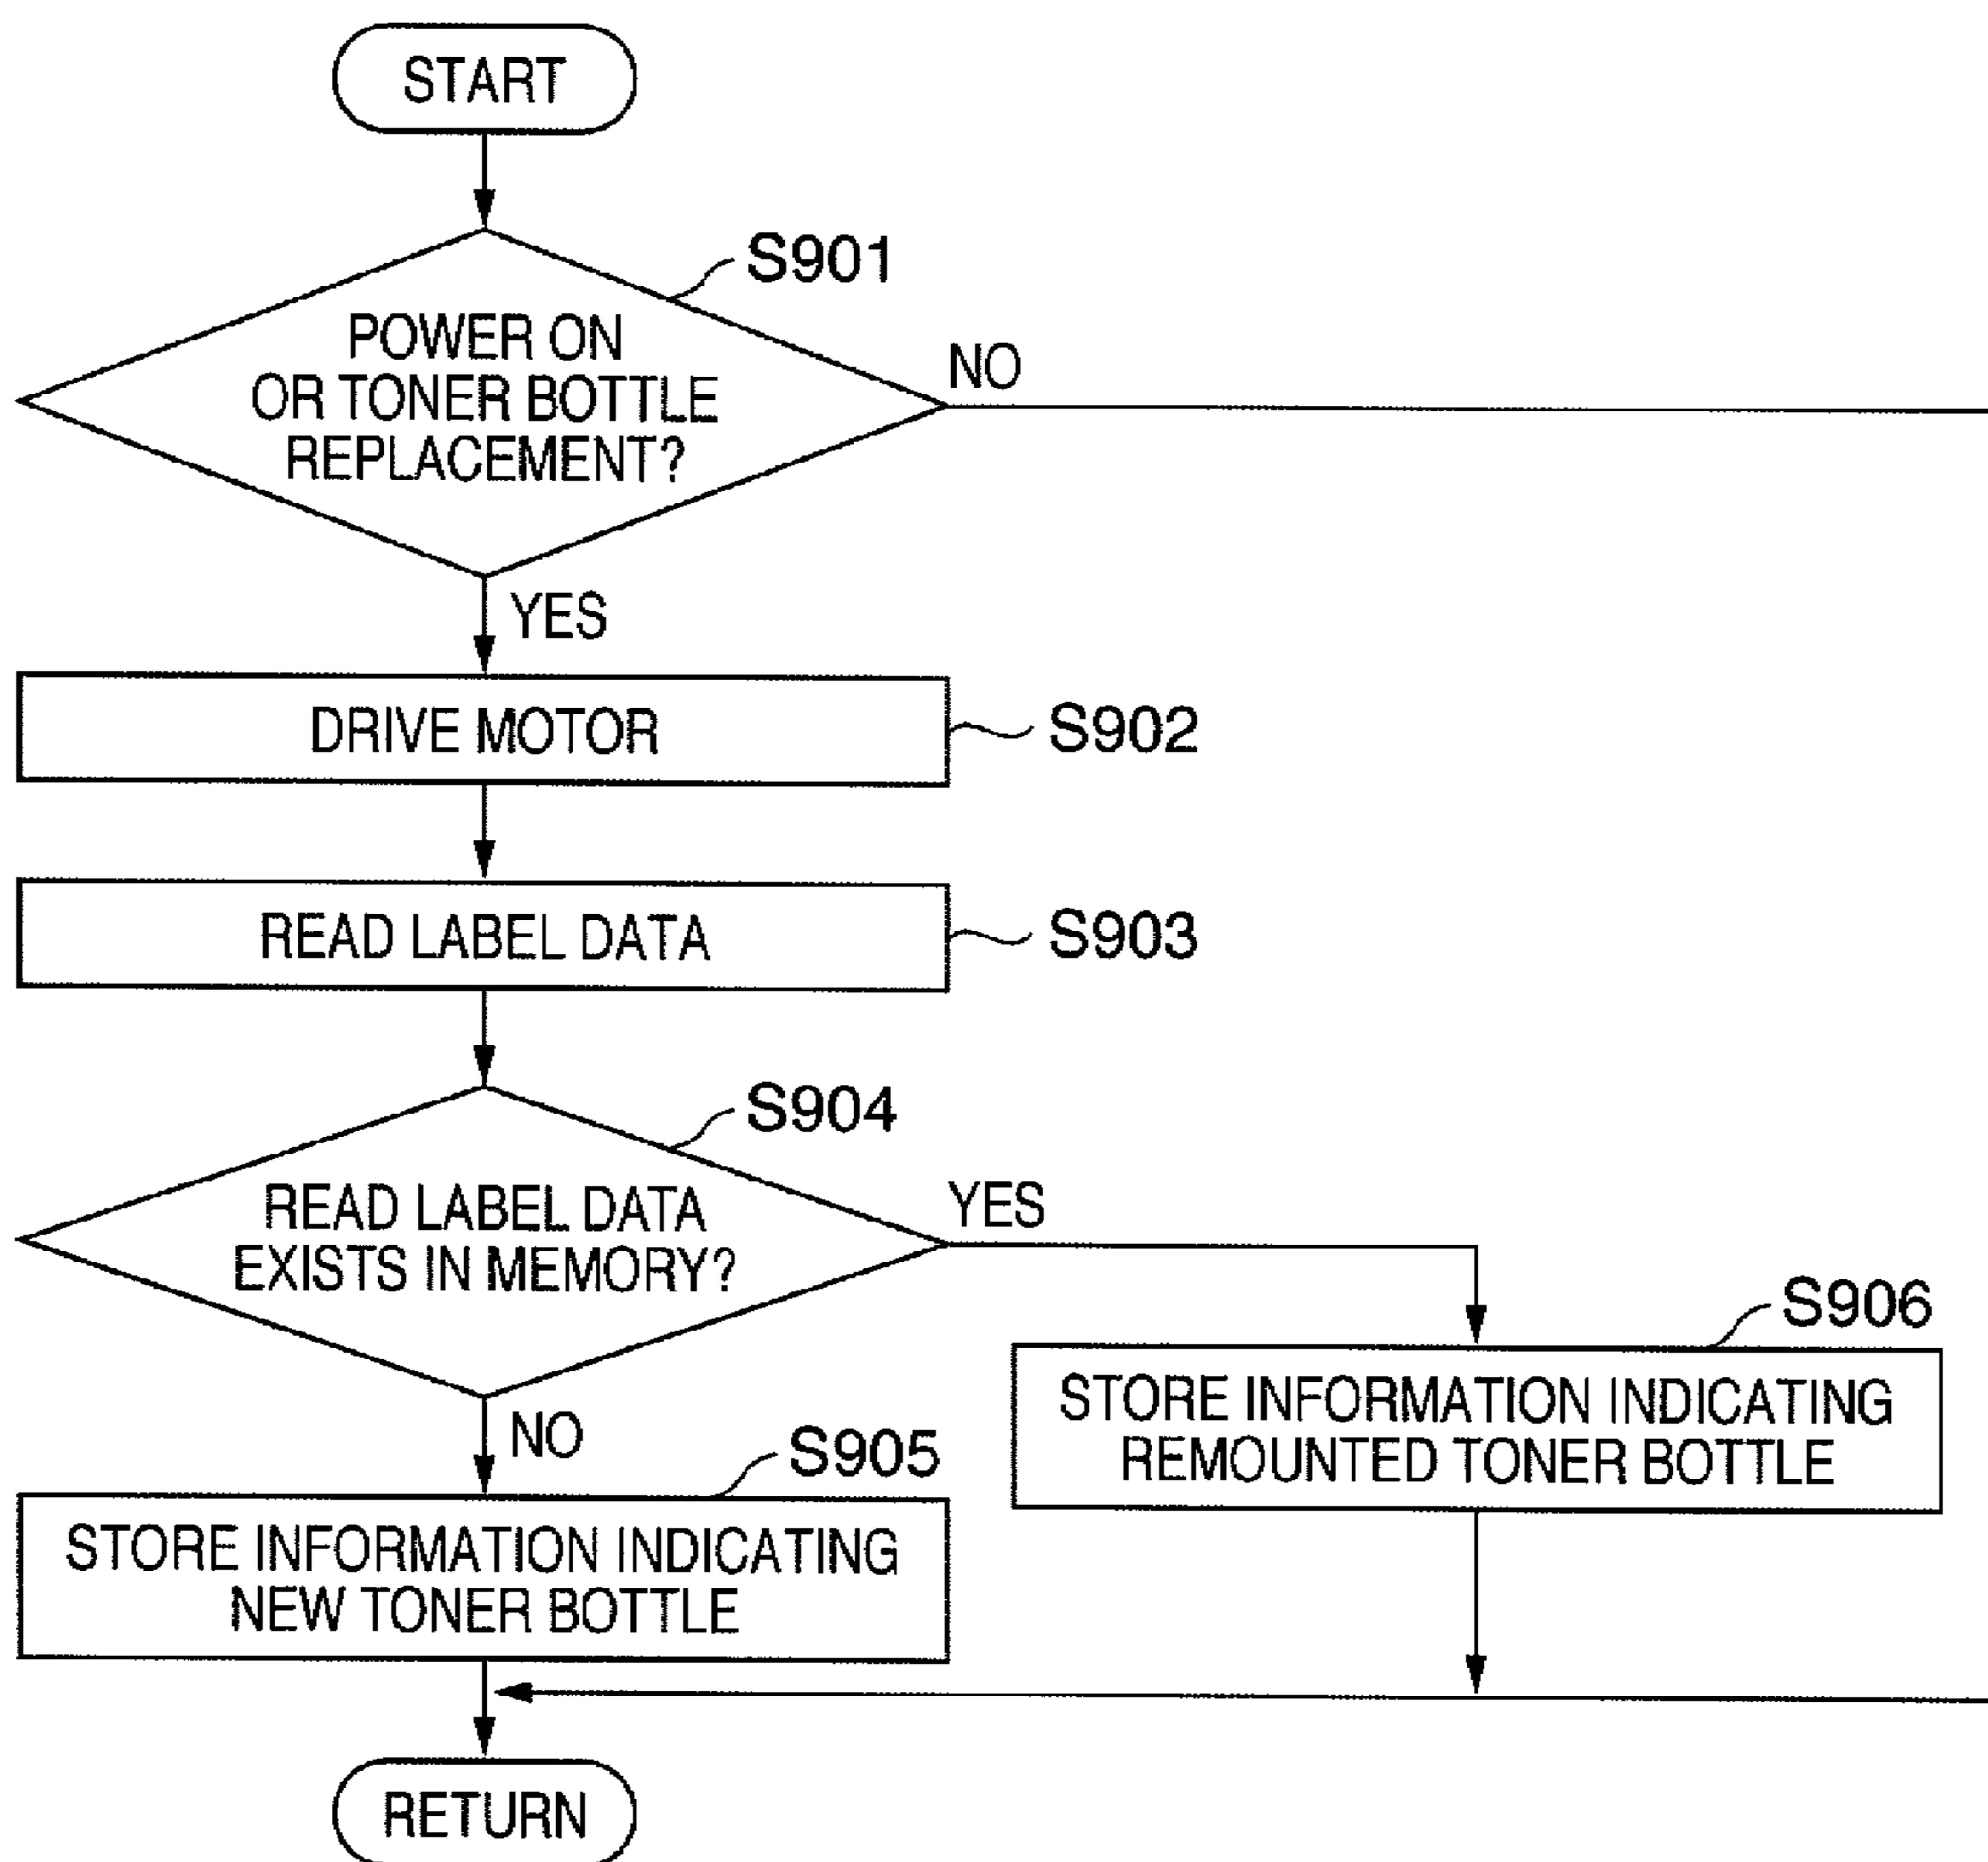 START
S901
POWER ON
OR TONER BOTTLE
REPLACEMENT?
NO
YES
DRIVE MOTOR
S902
READ LABEL DATA
S903
S904
READ LABEL DATA
EXISTS IN MEMORY?
YES
NO
S906
STORE INFORMATION INDICATING
REMOUNTED TONER BOTTLE
S905
STORE INFORMATION INDICATING
NEW TONER BOTTLE
RETURN